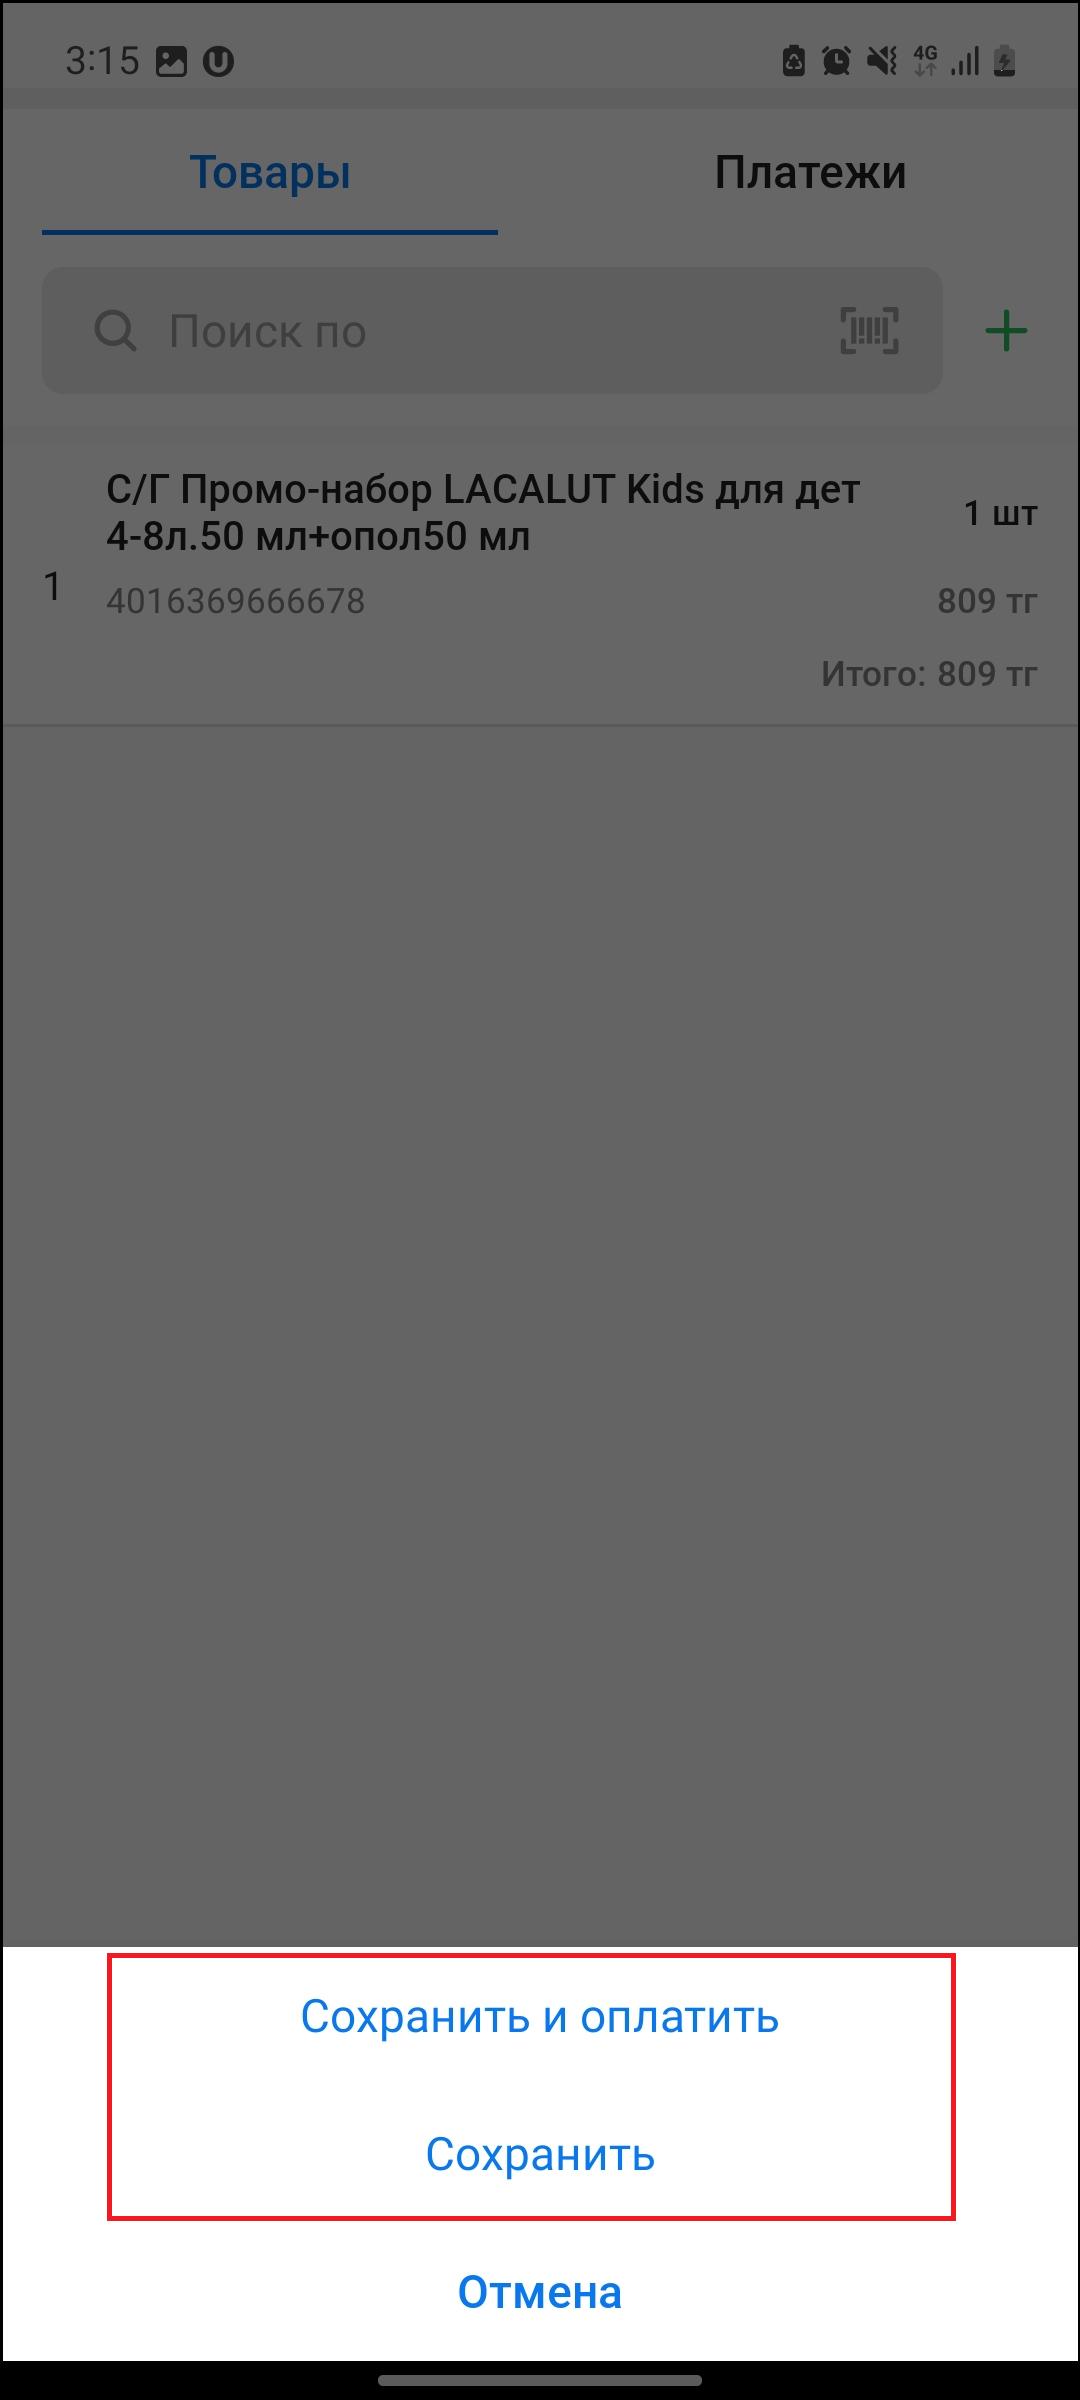 3:15
4G
Товары
Платежи
Поиск по
С/Г Промо-набор LACALUT Kids для дет
4-8л.50 мл+опол50 мл
1 шт
1
4016369666678
809 тг
Итого: 809 тг
Сохранить и оплатить
Сохранить
Отмена